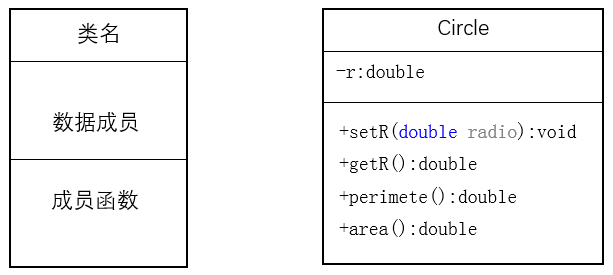 类名
数据成员
成员函数
Circle
-r:double
+setR(double radio):void
+getR():double
+perimete():double
+area():double